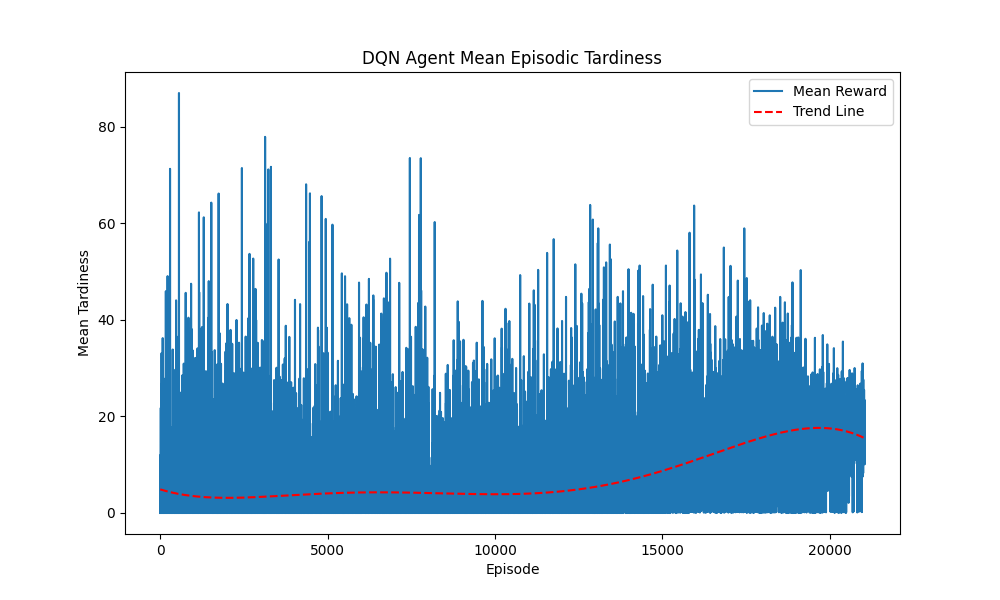 DQN Agent Mean Episodic Tardiness
Mean Reward
Trend Line
Mean Tardiness
80
60
40
20
0
0 5000 10000 15000 20000
Episode